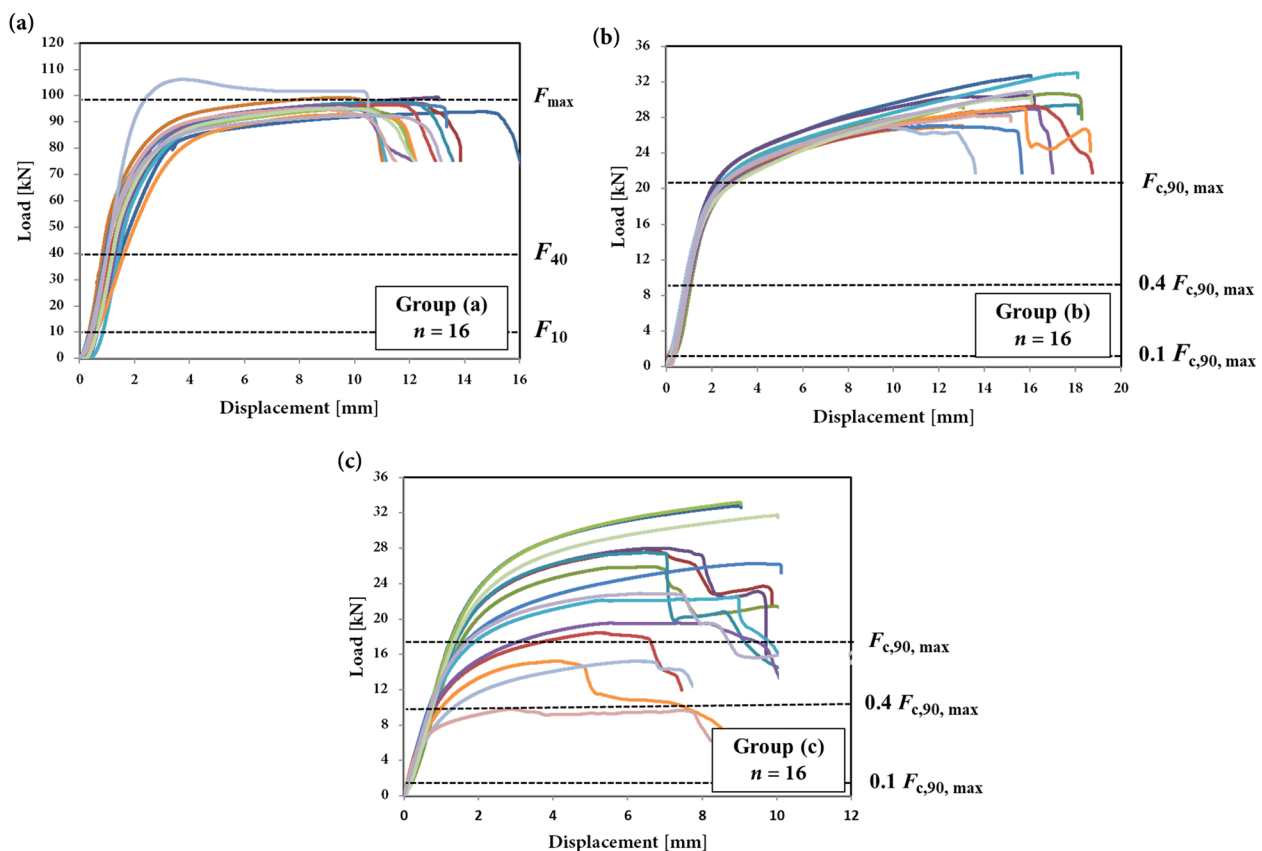 (a)
120
110
100
90
80
70
60
50
40
30
20
10
0
Load [kN]
0 2 4 6 8 10 12 14 16
Displacement [mm]
Fmax
F40
F10
Group (a)
n = 16
(b)
36
32
28
24
20
16
12
8
4
0
Load [kN]
0 2 4 6 8 10 12 14 16 18 20
Displacement [mm]
Fc,90, max
0.4 Fc,90, max
0.1 Fc,90, max
Group (b)
n = 16
(c)
36
32
28
24
20
16
12
8
4
0
Load [kN]
0 2 4 6 8 10 12
Displacement [mm]
Fc,90, max
0.4 Fc,90, max
0.1 Fc,90, max
Group (c)
n = 16